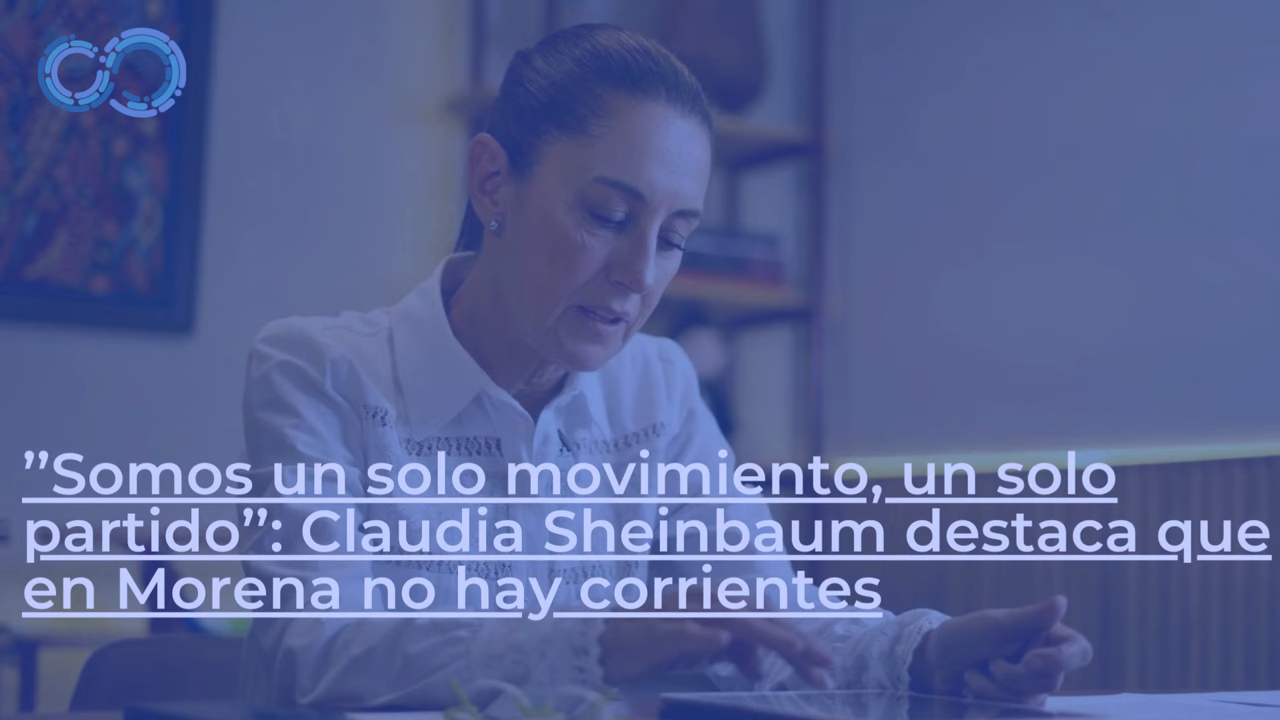 ”Somos un solo movimiento, un solo
partido”: Claudia Sheinbaum destaca que
en Morena no hay corrientes